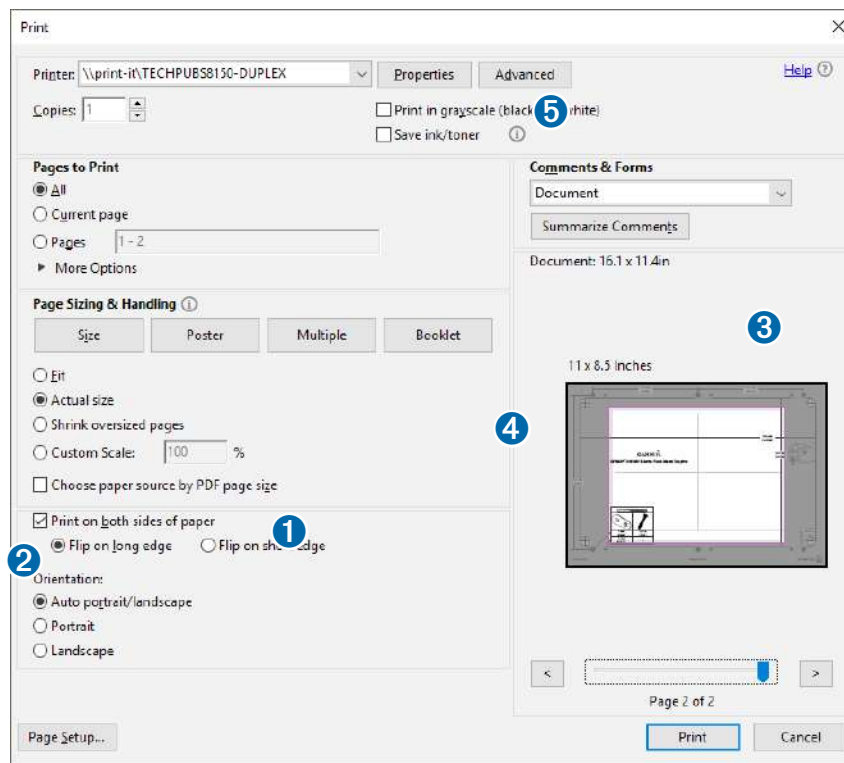 Print
Printer: \\print-it\TECHPUBS8150-DUPLEX Properties Advanced Help
Copies: 1
Print in grayscale (black white)
5
Save ink/toner
Pages to Print
All
Current page
Pages 1 - 2
More Options
Comments & Forms
Document
Summarize Comments
Document: 16.1 x 11.4in
Page Sizing & Handling
Size Poster Multiple Booklet
3
Fit
Actual size
Shrink oversized pages
Custom Scale: 100 %
Choose paper source by PDF page size
11 x 8.5 Inches
4
Print on both sides of paper
1
Flip on long edge Flip on edge
2
Orientation:
Auto portrait/landscape
Portrait
Landscape
< >
Page 2 of 2
Page Setup... Print Cancel